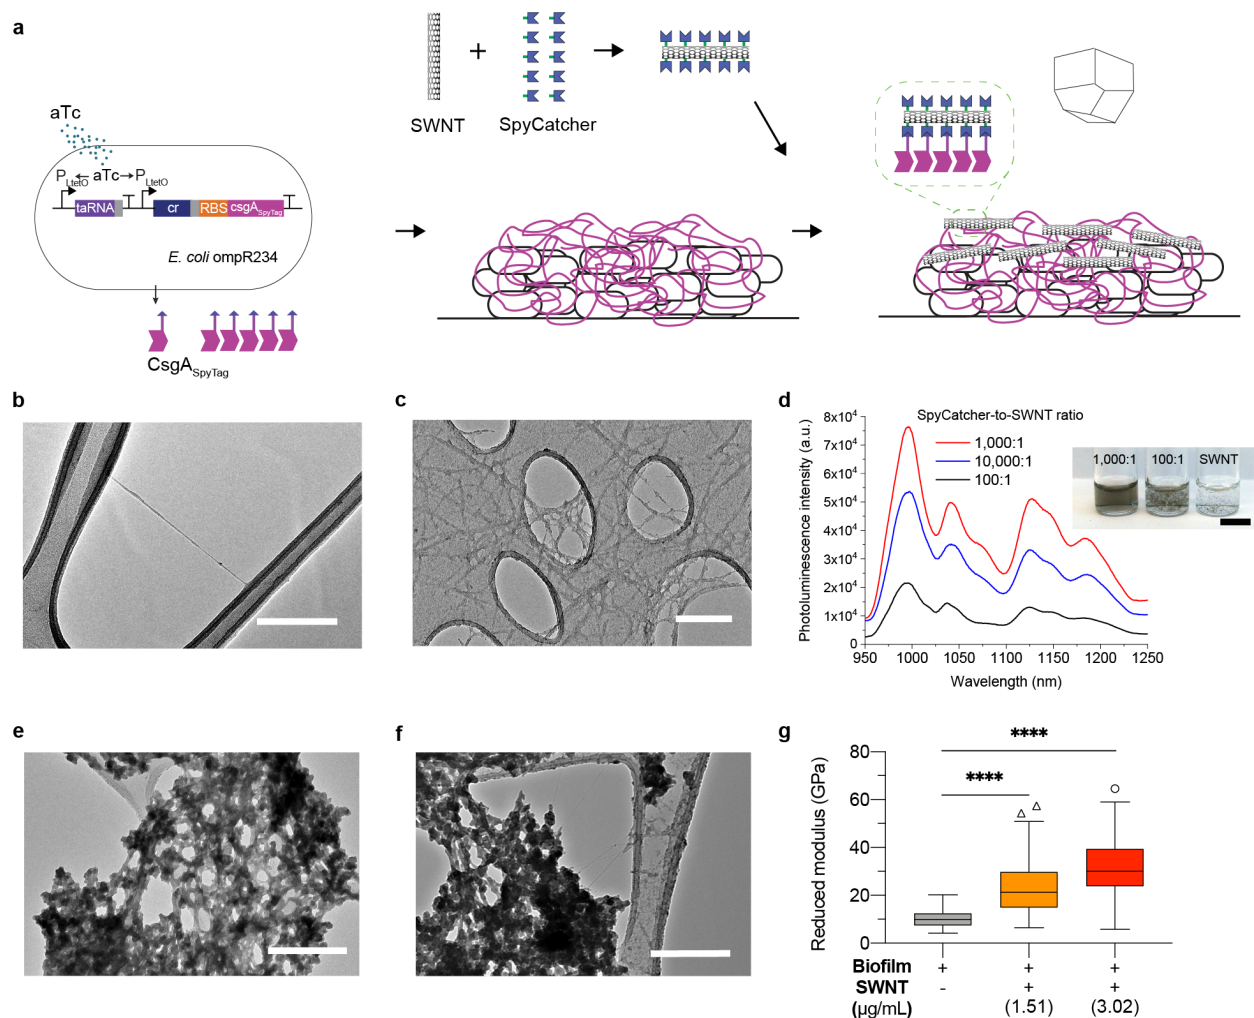 a
SWNT
+
SpyCatcher
aTc
P LtetO
aTc
P LtetO
taRNA
cr
RBS
csgA SpyTag
E. coli ompR234
CsgA SpyTag
b
c
d
SpyCatcher-to-SWNT ratio
1,000:1
10,000:1
100:1
1,000:1
100:1
SWNT
Photoluminescence intensity (a.u.)
8x10⁴
7x10⁴
6x10⁴
5x10⁴
4x10⁴
3x10⁴
2x10⁴
1x10⁴
0
950 1000 1050 1100 1150 1200 1250
Wavelength (nm)
e
f
g
Reduced modulus (GPa)
80
60
40
20
0
****
****
Biofilm + + +
SWNT - + +
(µg/mL) (1.51) (3.02)